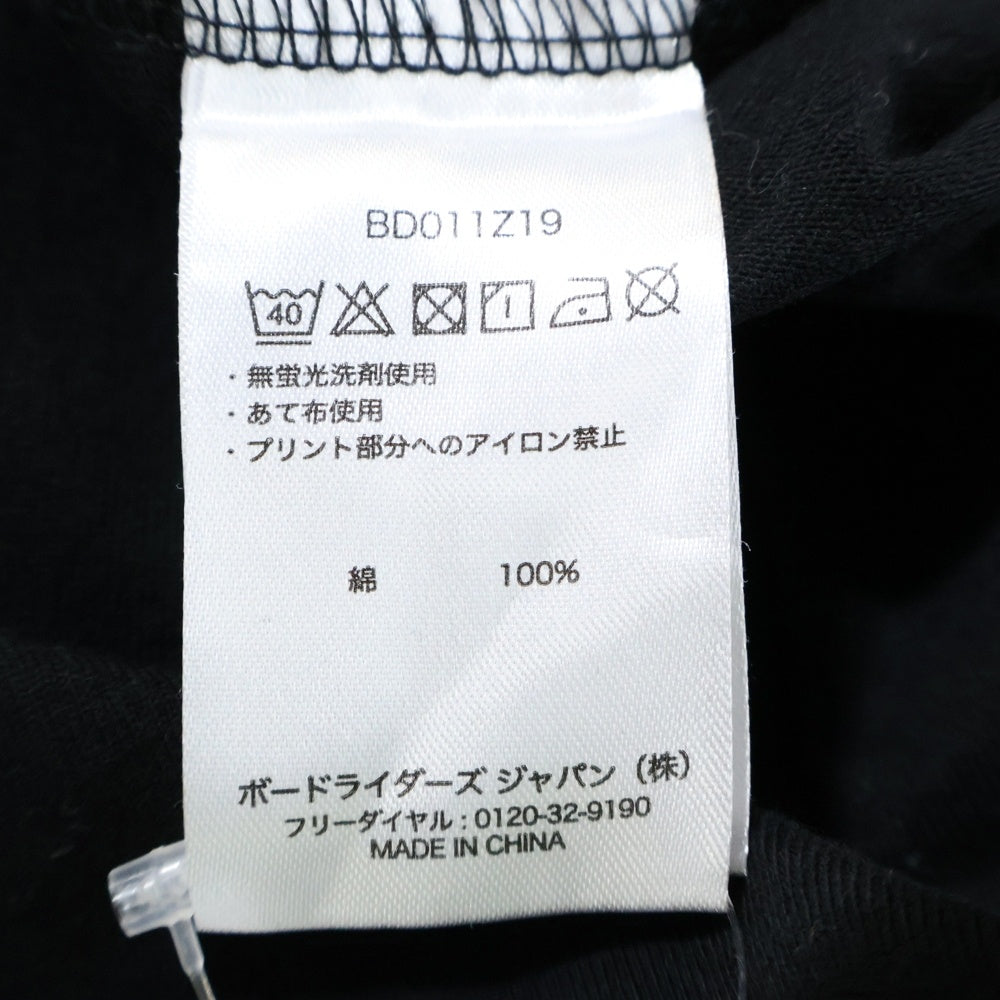 BD011Z19
40
・無蛍光洗剤使用
・あて布使用
・プリント部分へのアイロン禁止
綿 100%
ボードライダーズ ジャパン（株）
フリーダイヤル : 0120-32-9190
MADE IN CHINA